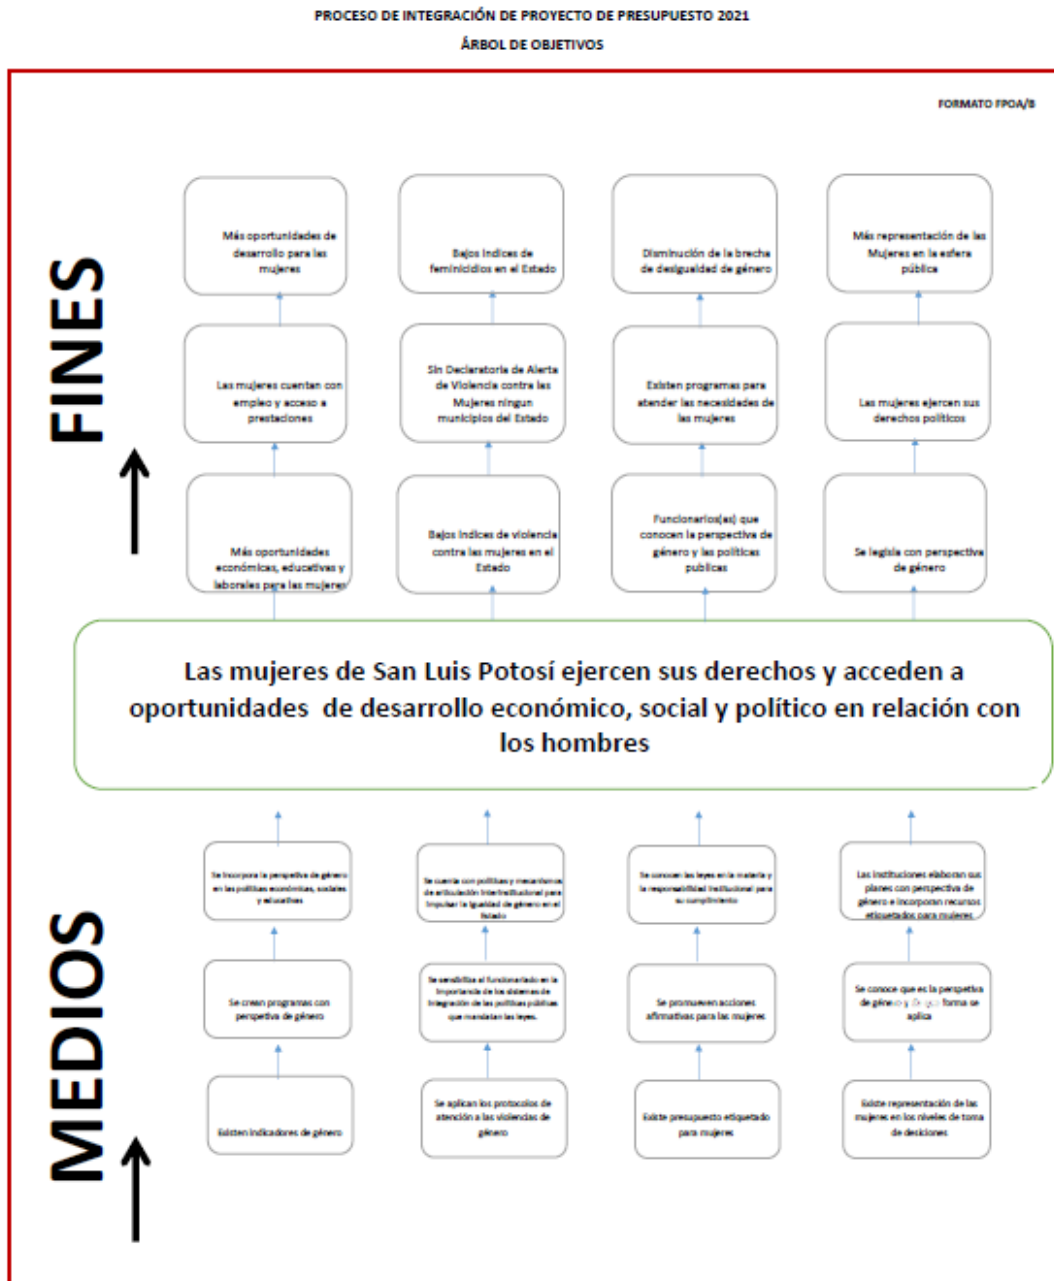 PROCESO DE INTEGRACIÓN DE PROYECTO DE PRESUPUESTO 2021
ÁRBOL DE OBJETIVOS
FORMATO FPOA/B
FINES
Más oportunidades de
desarrollo para las
mujeres
Bajos indices de
feminicidios en el Estado
Disminución de la brecha
de desigualdad de género
Más representación de las
Mujeres en la esfera
pública
Las mujeres cuentan con
empleo y acceso a
prestaciones
Sin Declaratoria de Alerta
de Violencia contra las
Mujeres ningun
municipios del Estado
Existen programas para
atender las necesidades de
las mujeres
Las mujeres ejercen sus
derechos políticos
Más oportunidades
económicas, educativas y
laborales para las mujeres
Bajos indices de violencia
contra las mujeres en el
Estado
Funcionarios(as) que
conocen la perspectiva de
género y las políticas
publicas
Se legisla con perspectiva
de género
Las mujeres de San Luis Potosí ejercen sus derechos y acceden a
oportunidades de desarrollo económico, social y político en relación con
los hombres
MEDIOS
Se incorpora la perspetiva de género
en las políticas económicas, sociales
y educativas
Se cuenta con políticas y mecanismos
de articulación interinstitucional para
impulsar la igualdad de género en el
Estado
Se conocen las leyes en la materia y
la responsabilidad institucional para
su cumplimiento
Las instituciones elaboran sus
planes con perspectiva de
género e incorporan recursos
etiquetados para mujeres
Se crean programas con
perspetiva de género
Se sensibiliza al funcionariado en la
importancia de los sistemas de
integración de las políticas públicas
que mandatan las leyes.
Se promueven acciones
afirmativas para las mujeres
Se conoce que es la perspetiva
de género y forma se
aplica
Existen indicadores de género
Se aplican los protocolos de
atención a las violencias de
género
Existe presupuesto etiquetado
para mujeres
Existe representación de las
mujeres en los niveles de toma
de desiciones